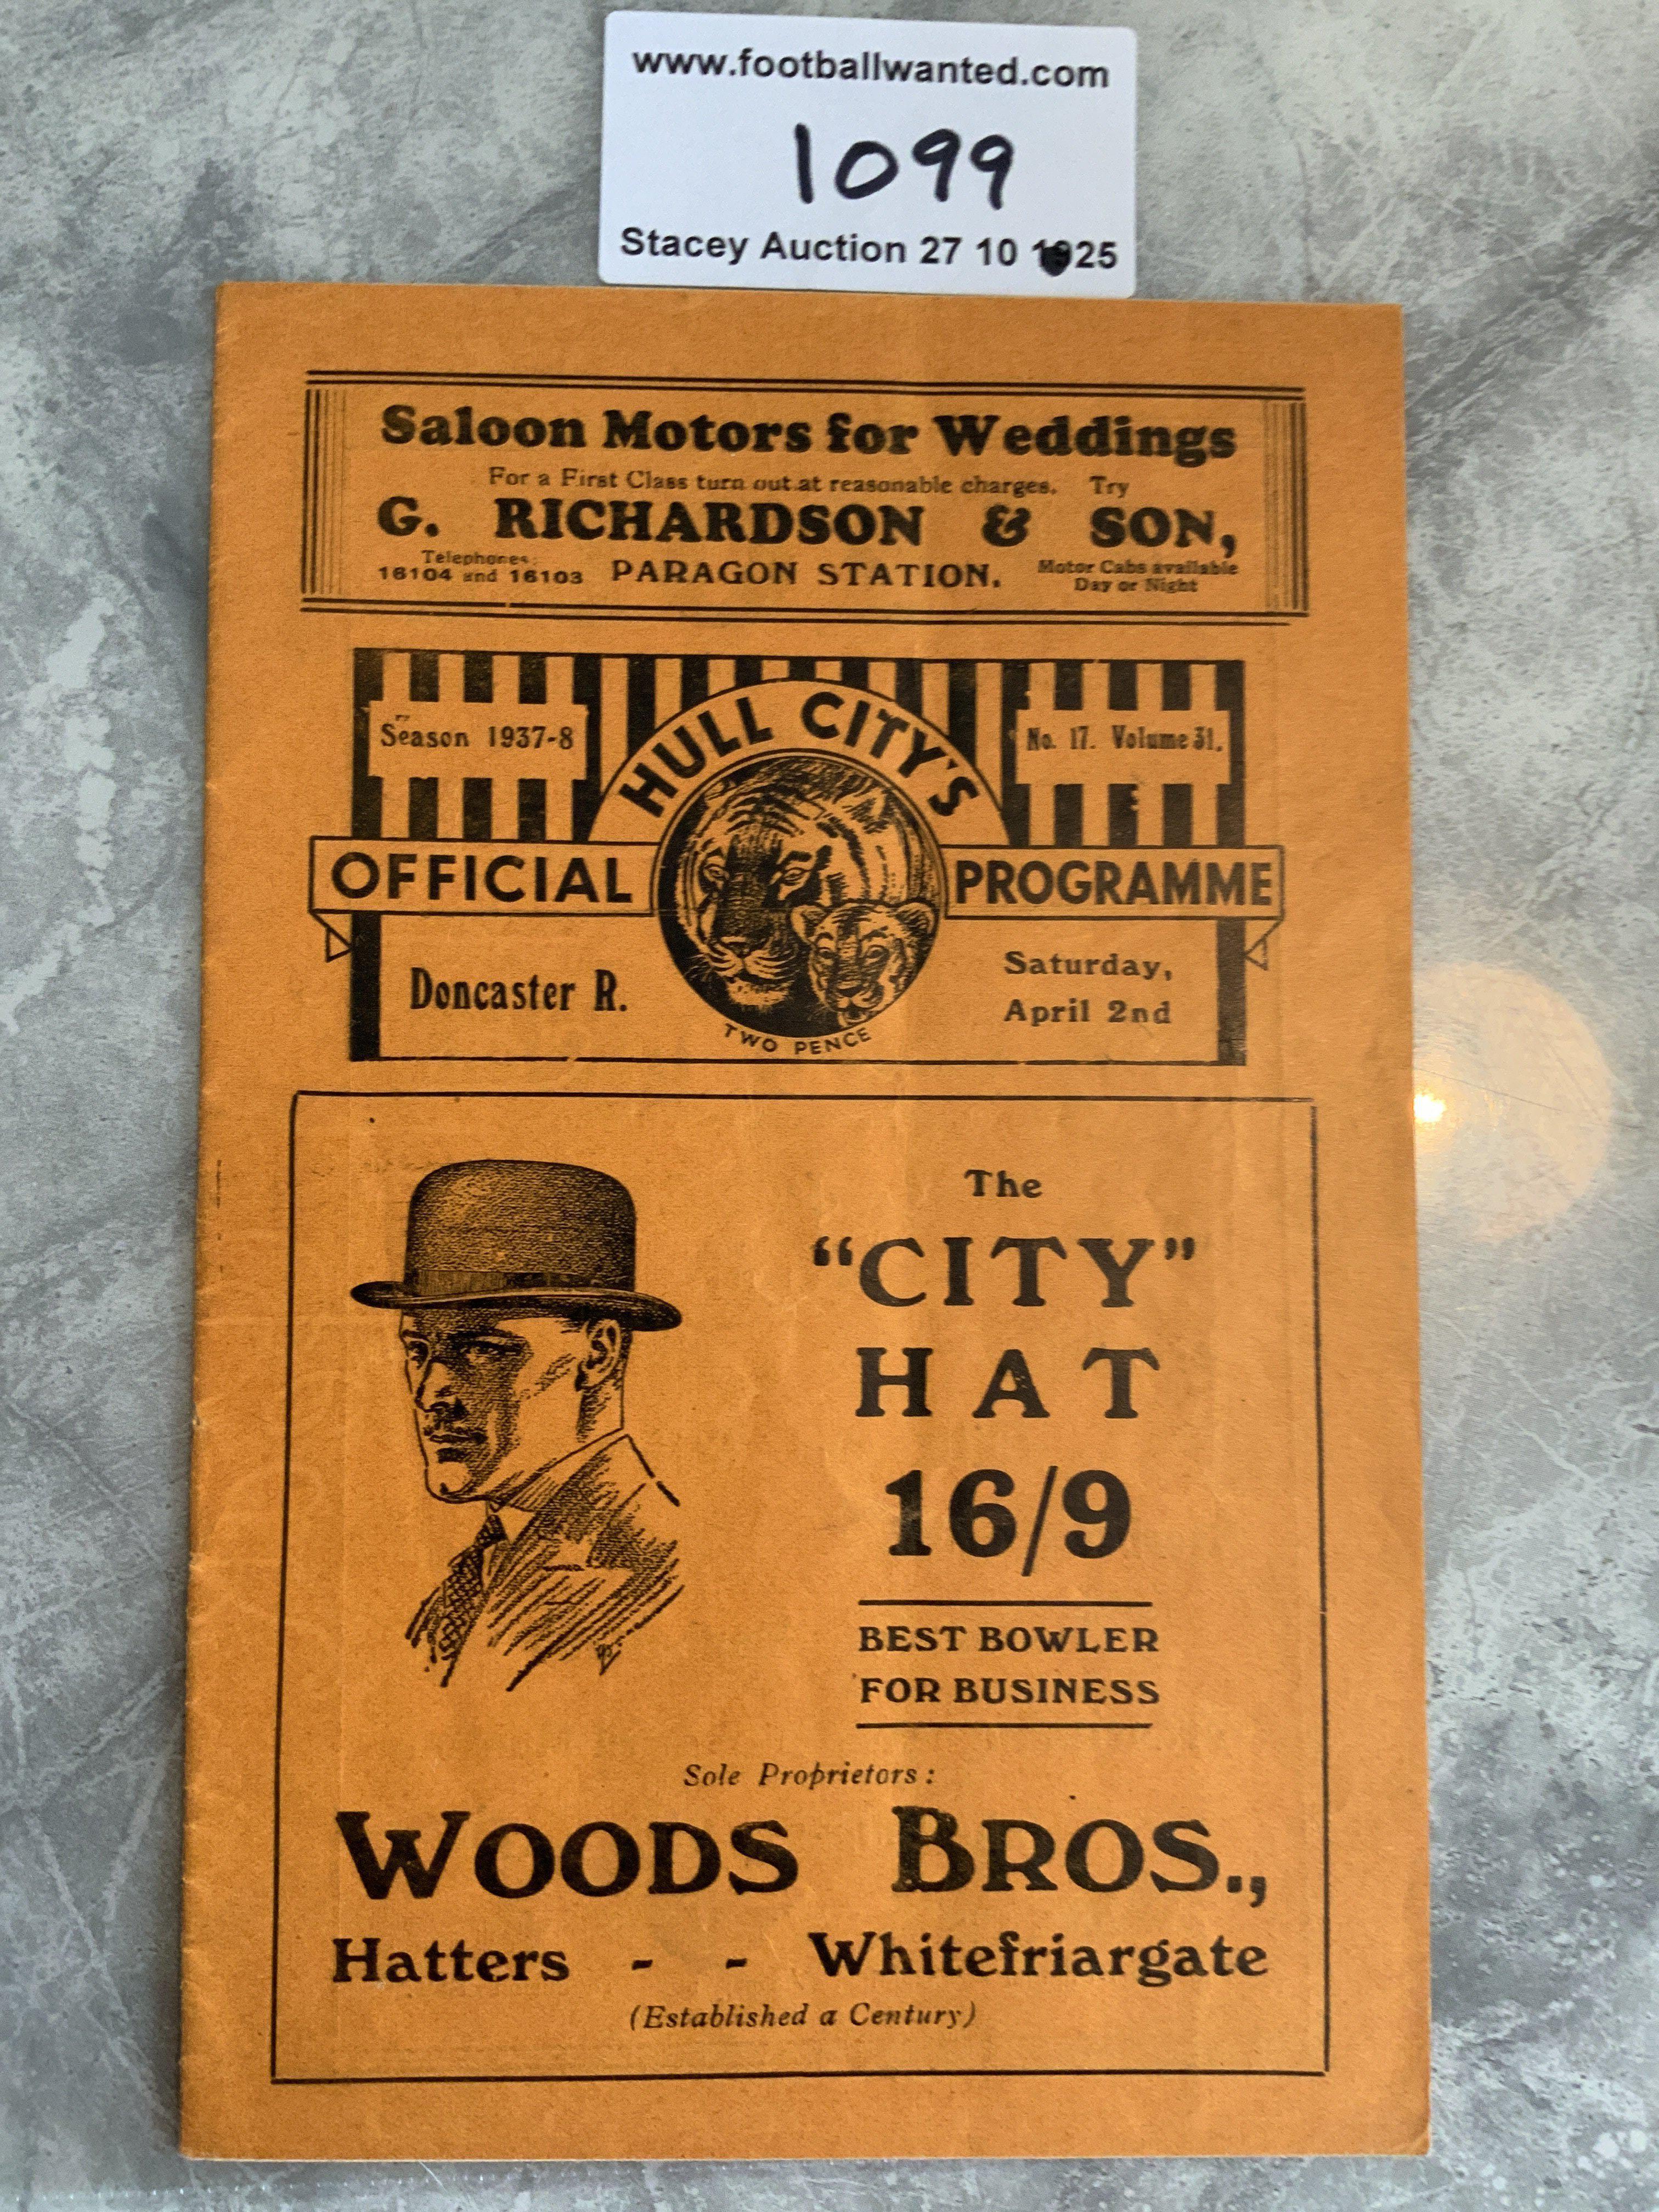 www.footballwanted.com
1099
Stacey Auction 27 10 1925
Saloon Motors for Weddings
For a First Class turn out at reasonable charges. Try
G. RICHARDSON & SON,
Telephones:
16104 and 16103
PARAGON STATION.
Motor Cabs available
Day or Night
Season 1937-8
HULL CITY'S
No. 17. Volume 31.
OFFICIAL
PROGRAMME
Doncaster R.
Saturday,
April 2nd
TWO PENCE
The
"CITY"
HAT
16/9
BEST BOWLER
FOR BUSINESS
Sole Proprietors:
WOODS BROS.,
Hatters - - Whitefriargate
(Established a Century)